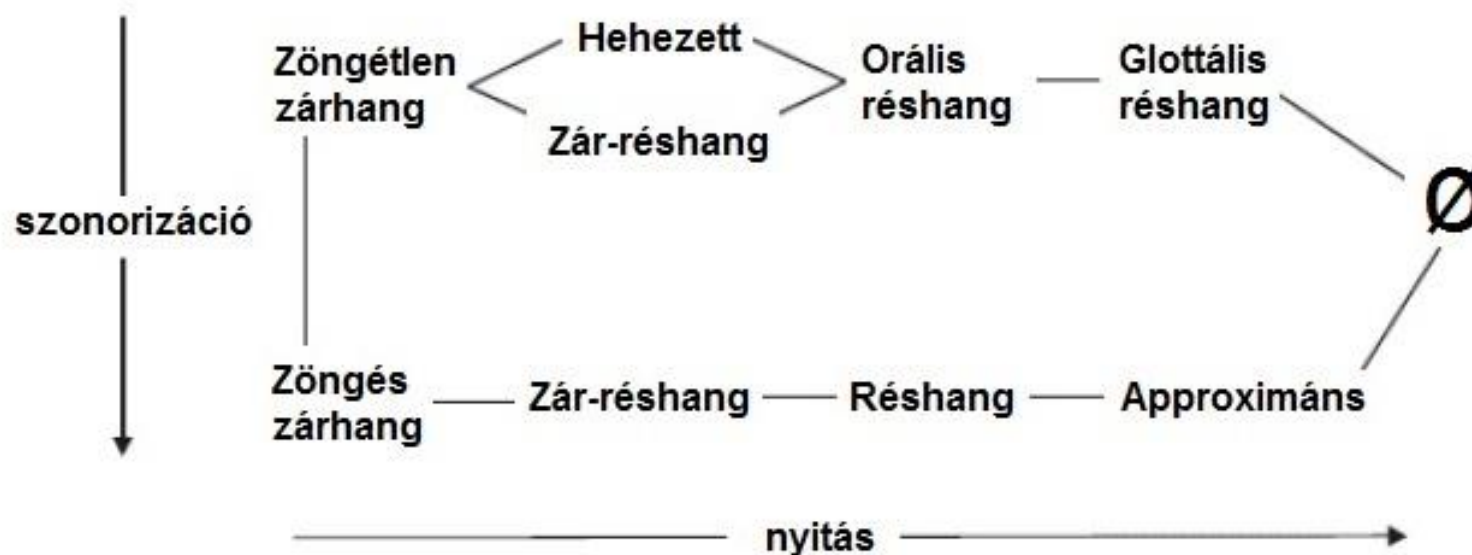 Hehezett
Zöngétlen
zárhang
Orális
réshang
Glottális
réshang
Zár-réshang
Ø
szonorizáció
Zöngés
zárhang
Zár-réshang
Réshang
Approximáns
nyitás